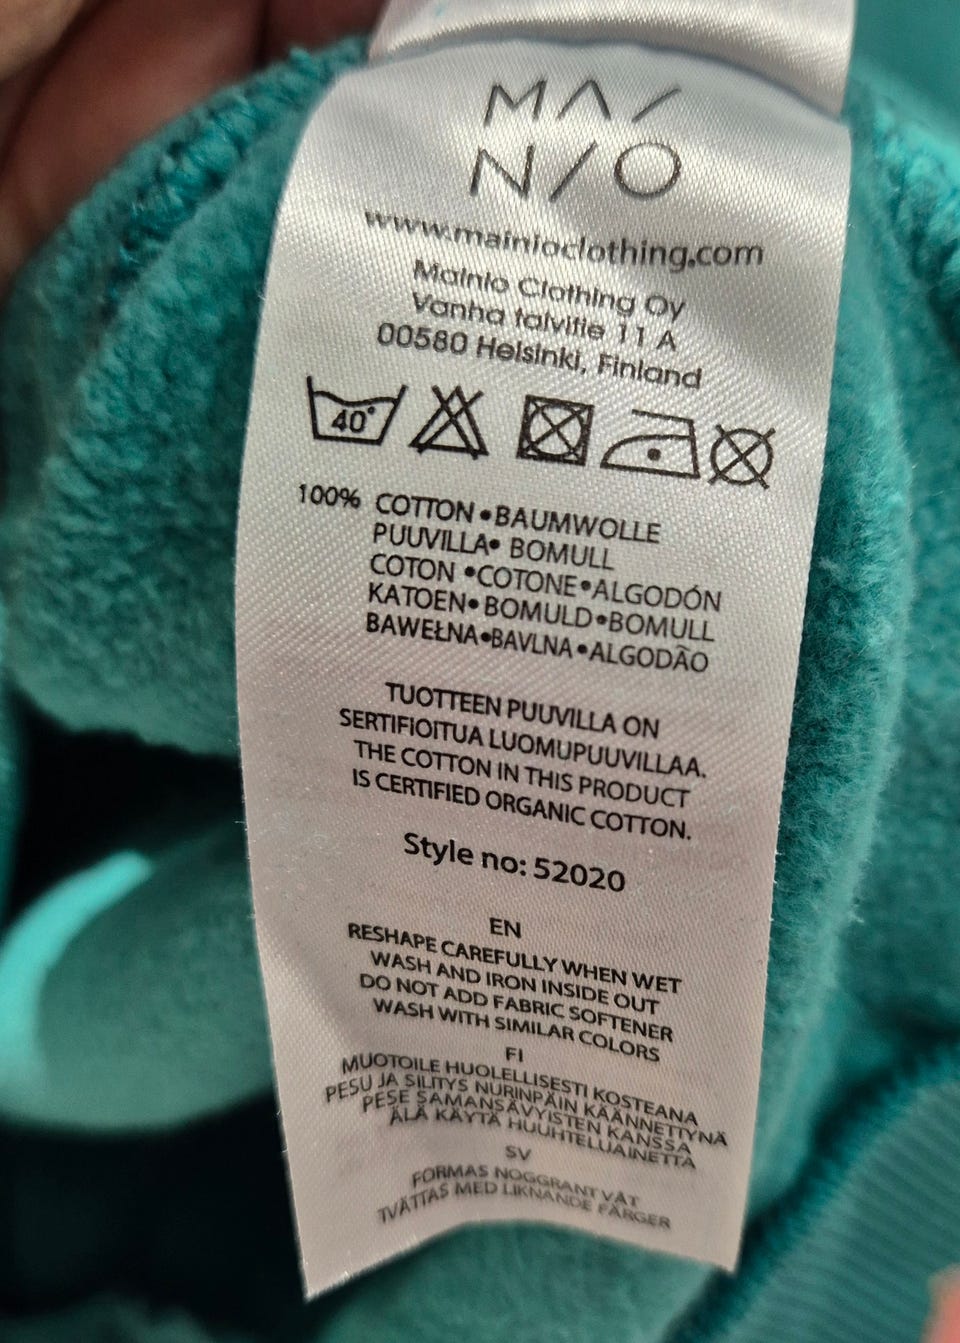 MAI
NIO
www.mainioclothing.com
Mainio Clothing Oy
Vanha talvitie 11 A
00580 Helsinki, Finland
40°
100% COTTON•BAUMWOLLE
PUUVILLA• BOMULL
COTON •COTONE•ALGODÓN
KATOEN•BOMULD•BOMULL
BAWEŁNA•BAVLNA•ALGODÃO
TUOTTEEN PUUVILLA ON
SERTIFIOITUA LUOMUPUUVILLAA.
THE COTTON IN THIS PRODUCT
IS CERTIFIED ORGANIC COTTON.
Style no: 52020
EN
RESHAPE CAREFULLY WHEN WET
WASH AND IRON INSIDE OUT
DO NOT ADD FABRIC SOFTENER
WASH WITH SIMILAR COLORS
FI
MUOTOILE HUOLELLISESTI KOSTEANA
PESU JA SILITYS NURINPÄIN KÄÄNNETTYNÄ
PESE SAMANSÄVYISTEN KANSSA
ÄLÄ KÄYTÄ HUUHTELUAINETTA
SV
FORMAS NOGGRANT VÅT
TVÄTTAS MED LIKNANDE FÄRGER